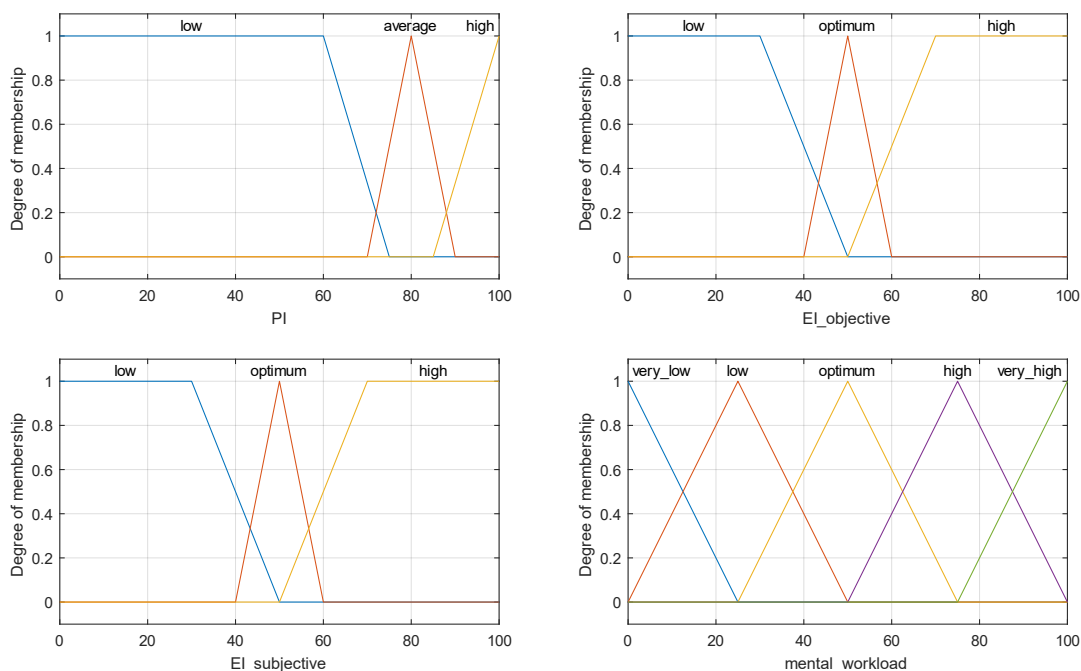 low average high
1
0.8
0.6
0.4
0.2
0
Degree of membership
0 20 40 60 80 100
PI
low optimum high
1
0.8
0.6
0.4
0.2
0
Degree of membership
0 20 40 60 80 100
EI_objective
low optimum high
1
0.8
0.6
0.4
0.2
0
Degree of membership
0 20 40 60 80 100
EI_subjective
very_low low optimum high very_high
1
0.8
0.6
0.4
0.2
0
Degree of membership
0 20 40 60 80 100
mental_workload